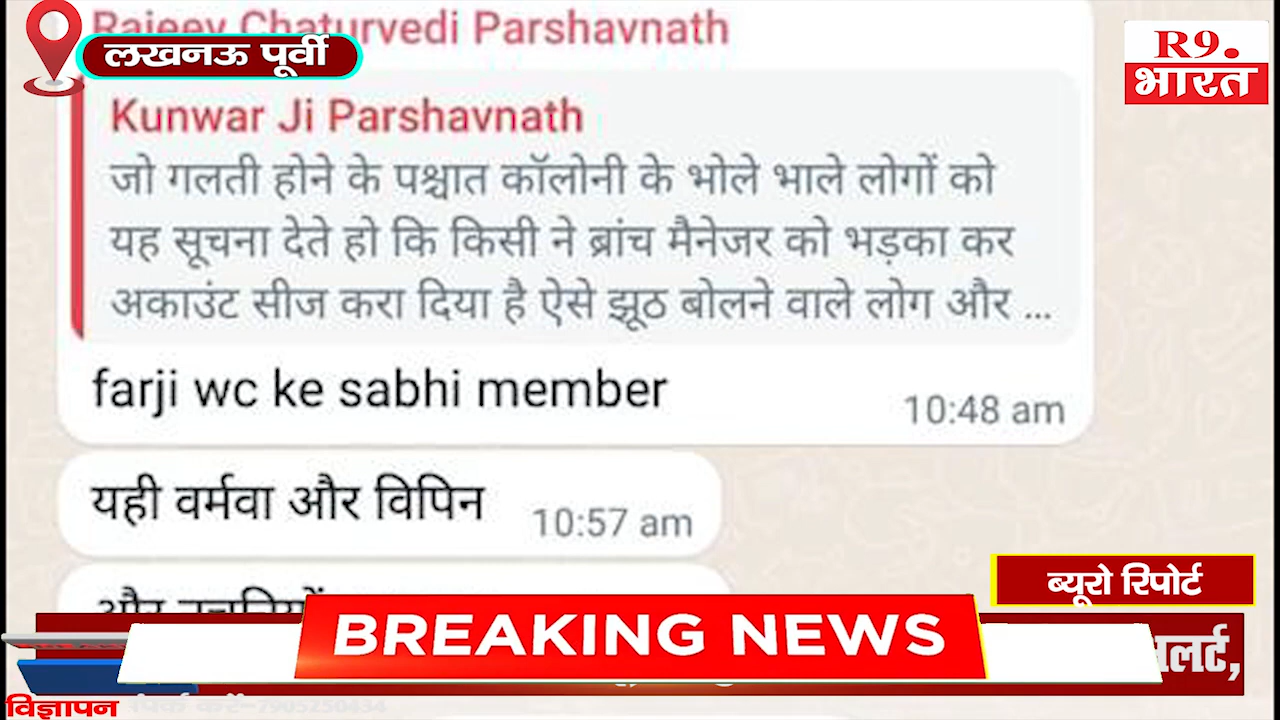 Rajeev Chaturvedi Parshavnath
लखनऊ पूर्वी
R9.
भारत
Kunwar Ji Parshavnath
जो गलती होने के पश्चात कॉलोनी के भोले भाले लोगों को
यह सूचना देते हो कि किसी ने ब्रांच मैनेजर को भड़का कर
अकाउंट सीज करा दिया है ऐसे झूठ बोलने वाले लोग और ...
farji wc ke sabhi member
10:48 am
यही वर्मवा और विपिन
10:57 am
और
ब्यूरो रिपोर्ट
BREAKING NEWS
विज्ञापन